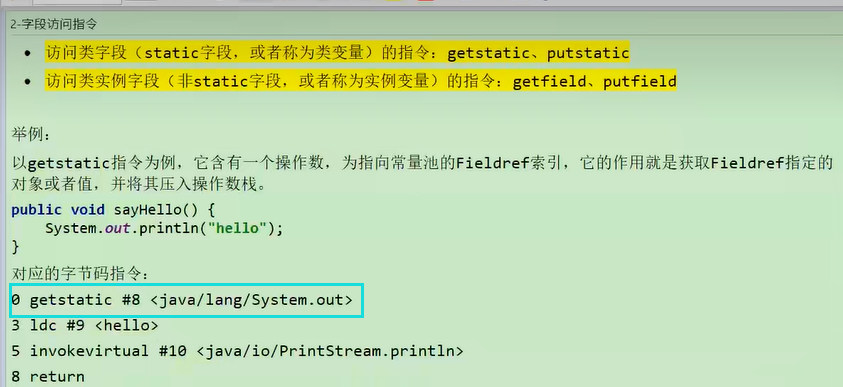 2-字段访问指令
• 访问类字段（static字段，或者称为类变量）的指令：getstatic、putstatic
• 访问类实例字段（非static字段，或者称为实例变量）的指令：getfield、putfield
举例：
以getstatic指令为例，它含有一个操作数，为指向常量池的Fieldref索引，它的作用就是获取Fieldref指定的
对象或者值，并将其压入操作数栈。
public void sayHello() {
    System.out.println("hello");
}
对应的字节码指令：
0 getstatic #8 <java/lang/System.out>
3 ldc #9 <hello>
5 invokevirtual #10 <java/io/PrintStream.println>
8 return